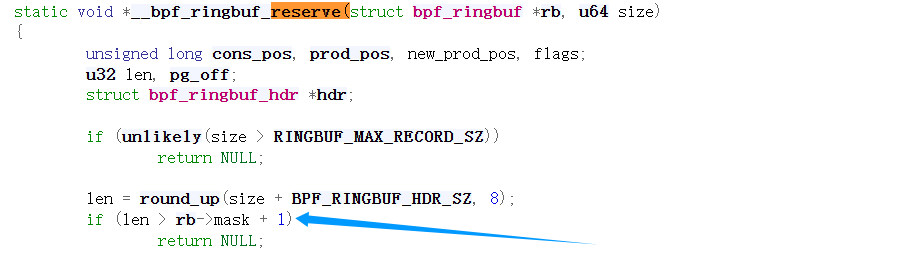 static void *__bpf_ringbuf_reserve(struct bpf_ringbuf *rb, u64 size)
{
unsigned long cons_pos, prod_pos, new_prod_pos, flags;
u32 len, pg_off;
struct bpf_ringbuf_hdr *hdr;
if (unlikely(size > RINGBUF_MAX_RECORD_SZ))
return NULL;
len = round_up(size + BPF_RINGBUF_HDR_SZ, 8);
if (len > rb->mask + 1)
return NULL;